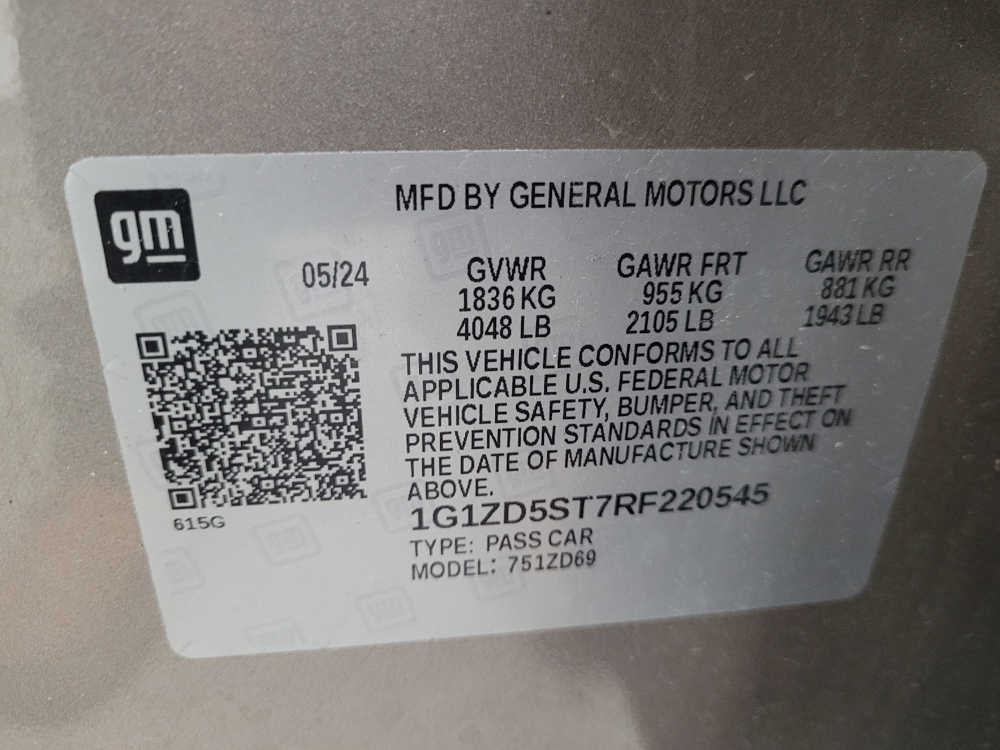 gm
MFD BY GENERAL MOTORS LLC
05/24 GVWR GAWR FRT GAWR RR
1836 KG 955 KG 881 KG
4048 LB 2105 LB 1943 LB
THIS VEHICLE CONFORMS TO ALL
APPLICABLE U.S. FEDERAL MOTOR
VEHICLE SAFETY, BUMPER, AND THEFT
PREVENTION STANDARDS IN EFFECT ON
THE DATE OF MANUFACTURE SHOWN
ABOVE.
615G
1G1ZD5ST7RF220545
TYPE: PASS CAR
MODEL: 751ZD69